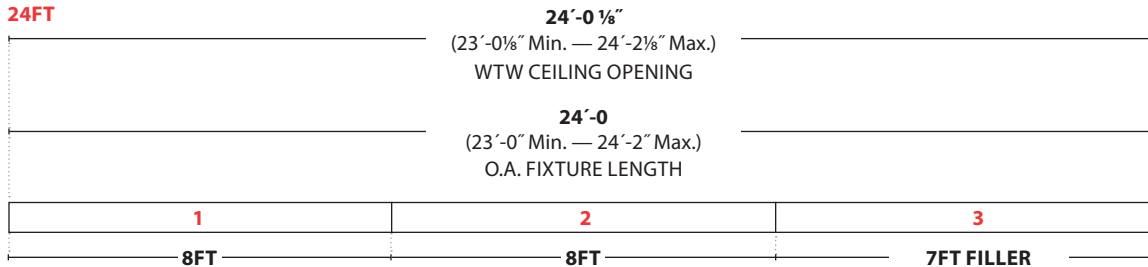 24FT
24´-0 ⅛˝
(23´-0⅛˝ Min. — 24´-2⅛˝ Max.)
WTW CEILING OPENING
24´-0
(23´-0˝ Min. — 24´-2˝ Max.)
O.A. FIXTURE LENGTH
1 2 3
8FT 8FT 7FT FILLER